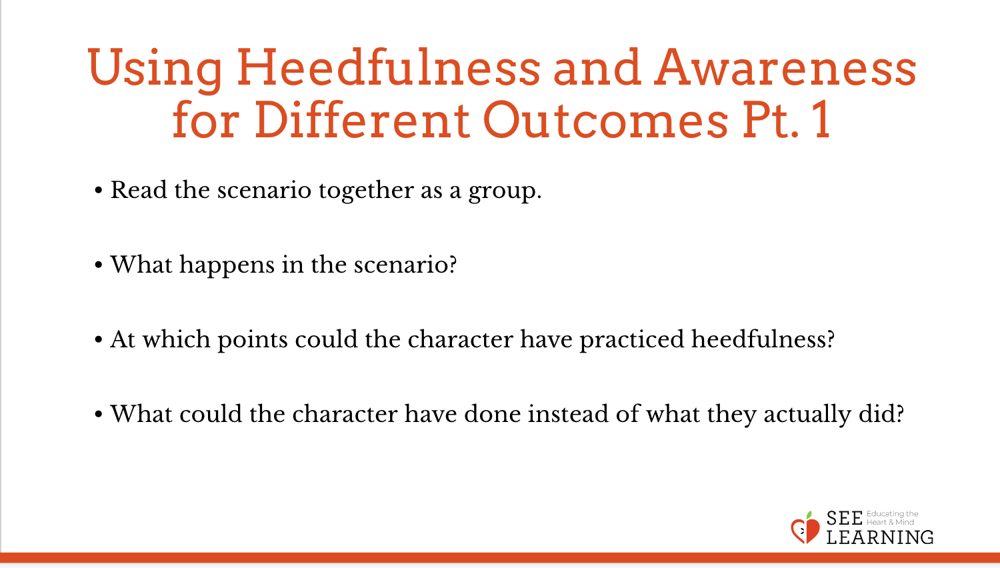 Using Heedfulness and Awareness
for Different Outcomes Pt. 1
• Read the scenario together as a group.
• What happens in the scenario?
• At which points could the character have practiced heedfulness?
• What could the character have done instead of what they actually did?
SEE Educating the
Heart & Mind
LEARNING